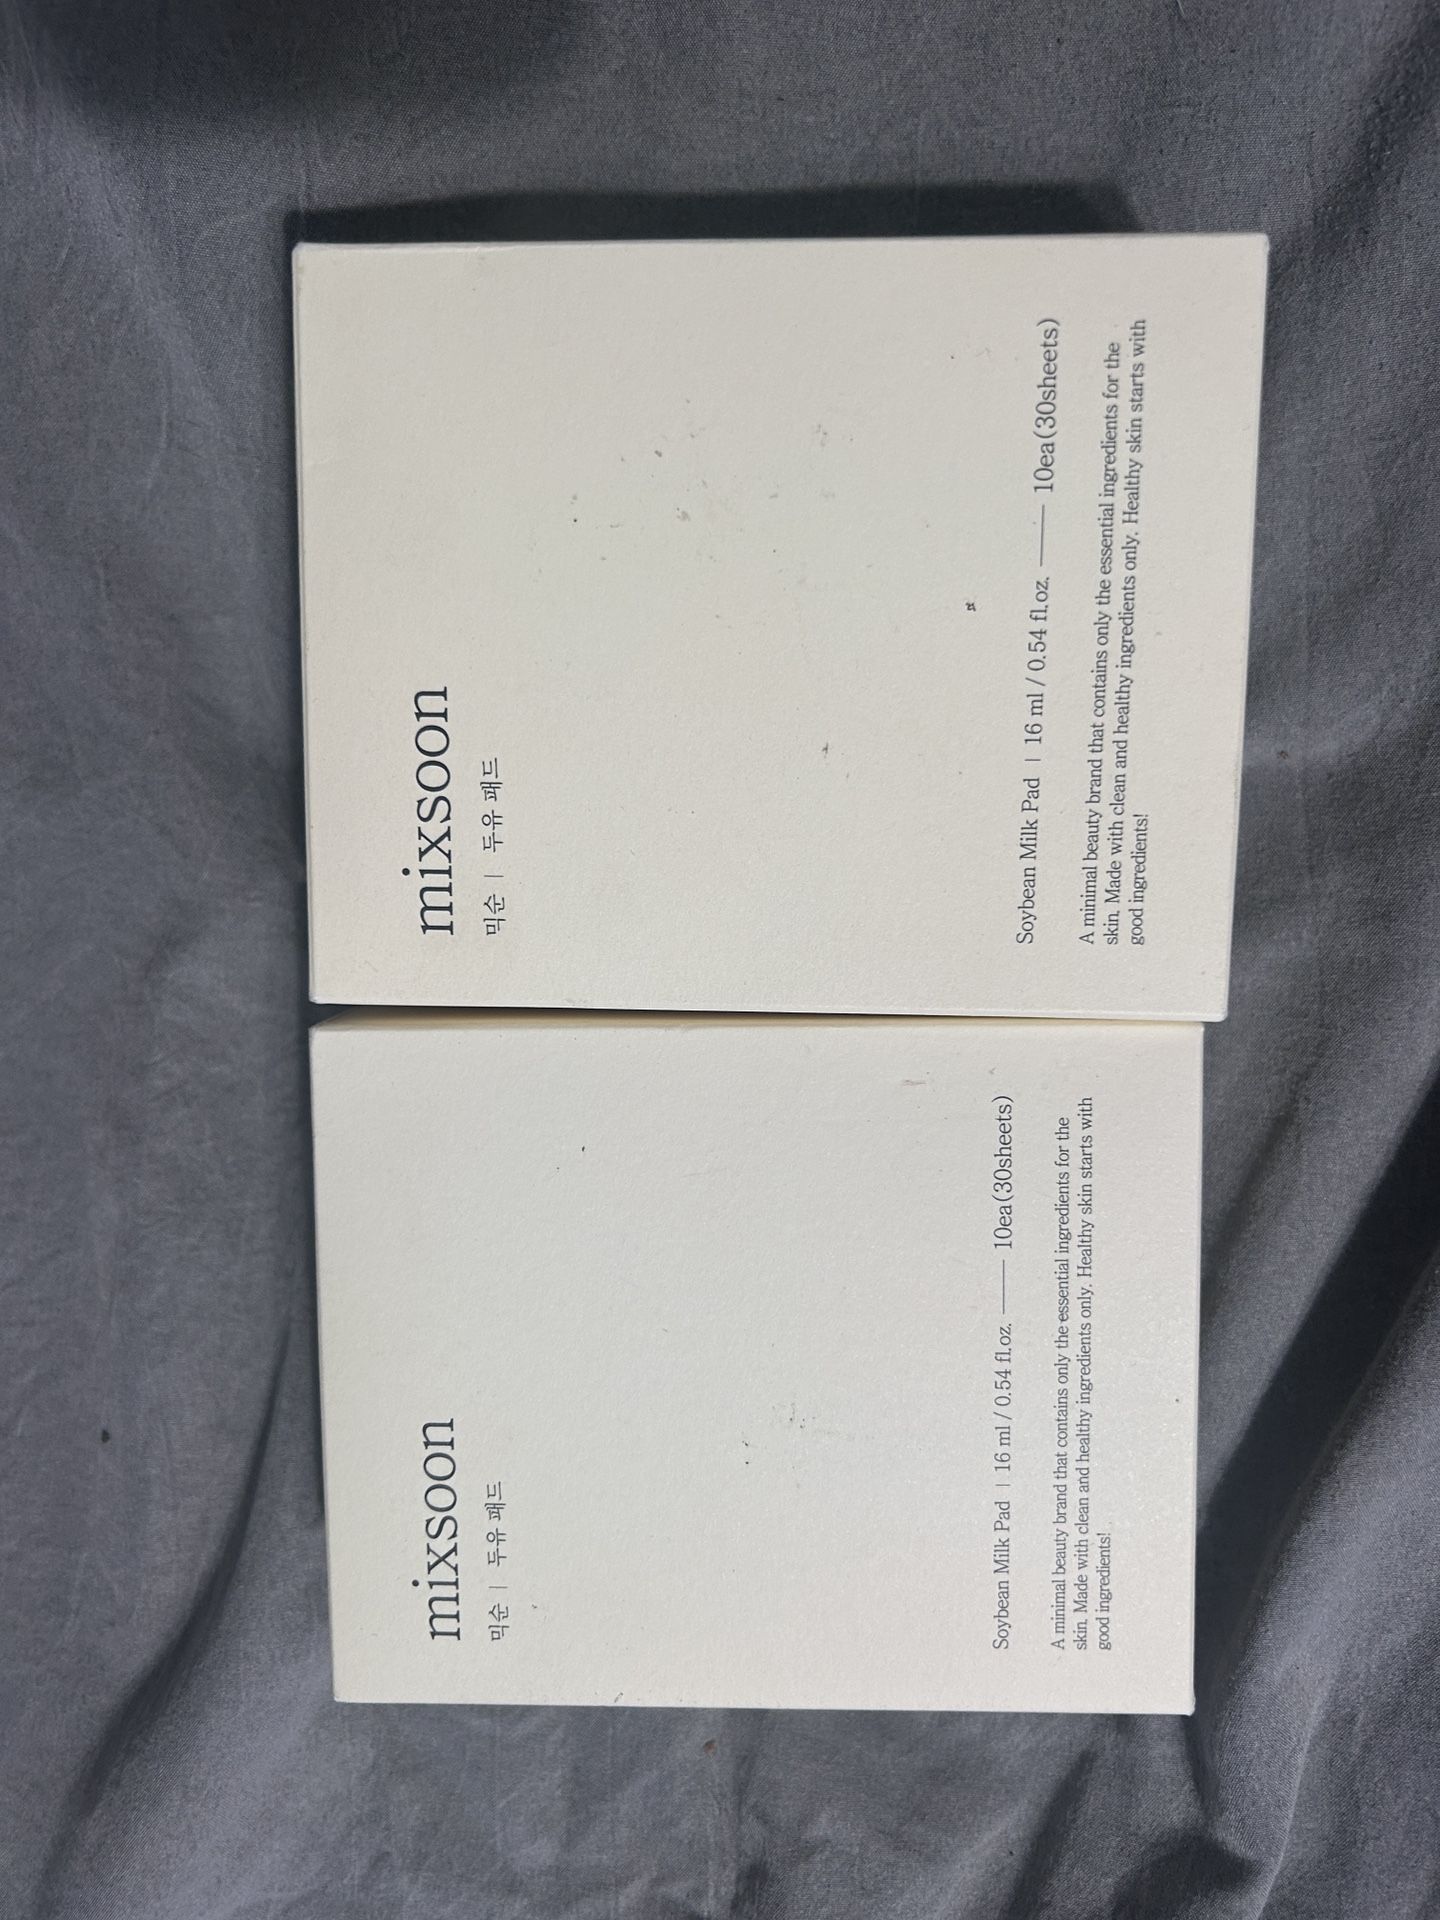 mixsoon
믹순 | 두유 패드
Soybean Milk Pad | 16 ml / 0.54 fl.oz. —— 10ea(30sheets)
A minimal beauty brand that contains only the essential ingredients for the
skin. Made with clean and healthy ingredients only. Healthy skin starts with
good ingredients!
mixsoon
믹순 | 두유 패드
Soybean Milk Pad | 16 ml / 0.54 fl.oz. —— 10ea(30sheets)
A minimal beauty brand that contains only the essential ingredients for the
skin. Made with clean and healthy ingredients only. Healthy skin starts with
good ingredients!